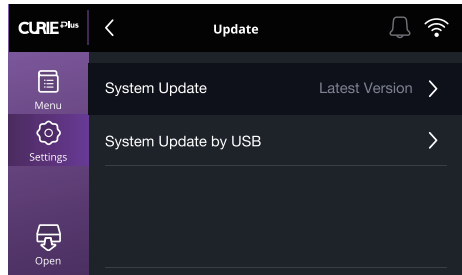 CURIE Plus
Update
Menu
Settings
Open
System Update
Latest Version
System Update by USB